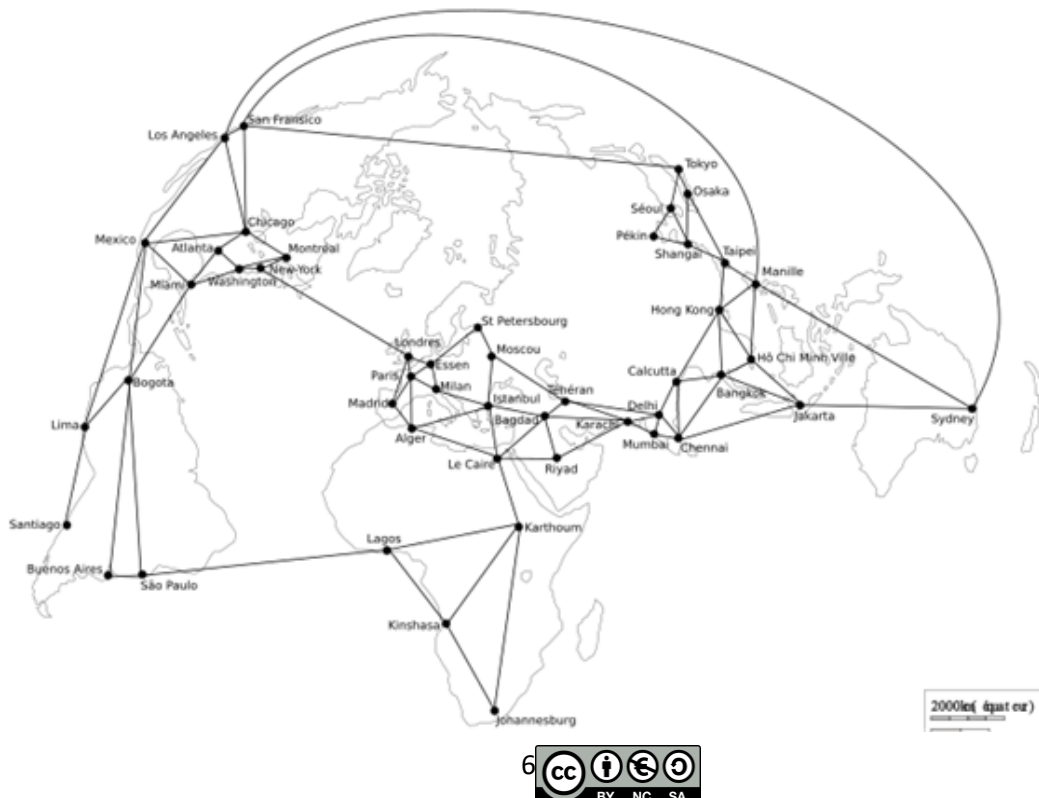 San Fransico
Los Angeles
Tokyo
Osaka
Séoul
Chicago
Mexico
Atlanta
Montréal
Pékin
Shangaï
Taipei
New-York
Washington
Miami
Manille
Hong Kong
St Petersbourg
Londres
Moscou
Essen
Hô Chi Minh Ville
Paris
Milan
Calcutta
Bogota
Téhéran
Bangkok
Madrid
Istanbul
Delhi
Jakarta
Sydney
Lima
Bagdad
Karachi
Alger
Mumbai
Chennai
Le Caire
Riyad
Santiago
Karthoum
Lagos
Buenos Aires
São Paulo
Kinshasa
Johannesburg
6
cc
BY NC SA